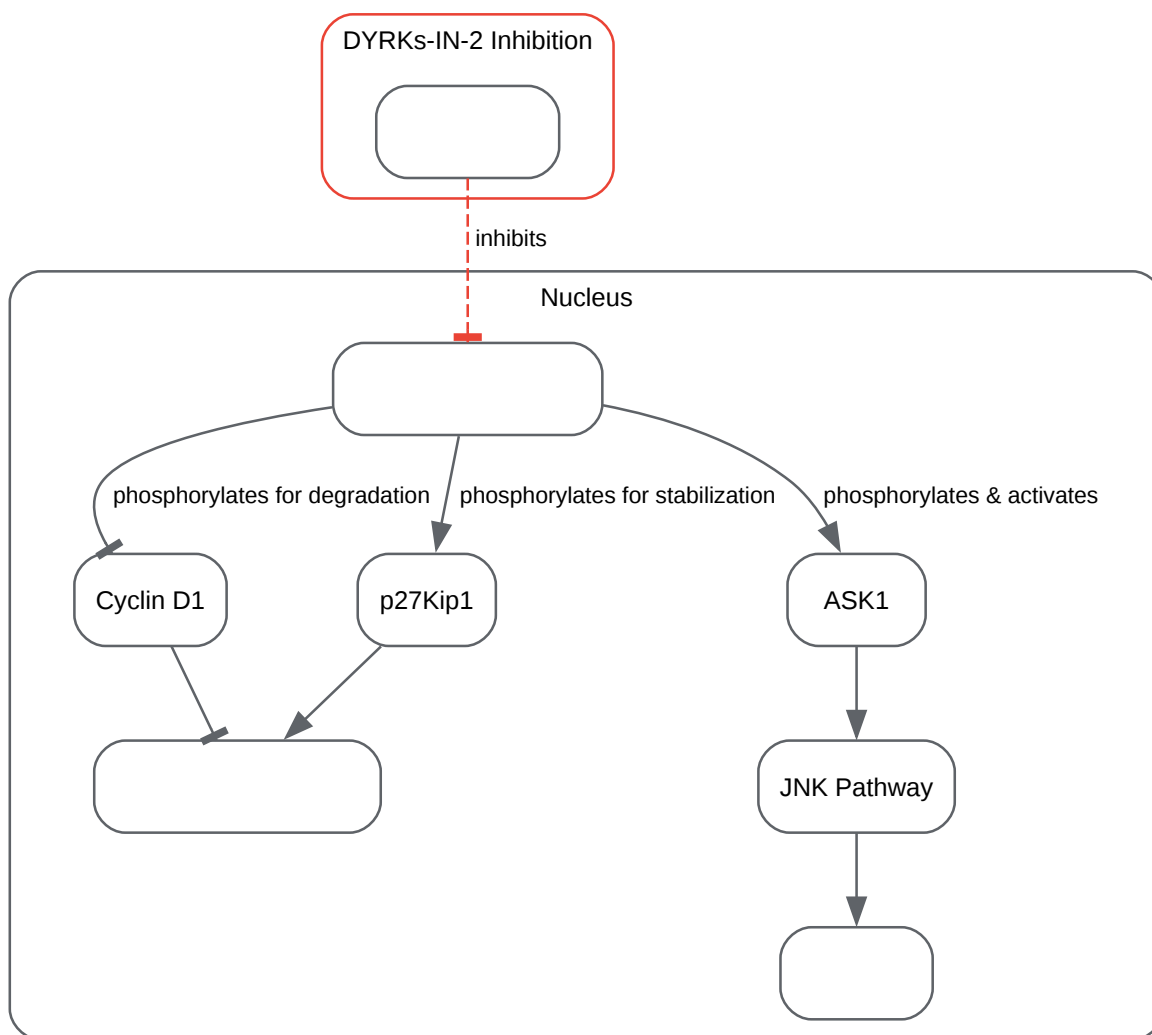 DYRKs-IN-2 Inhibition
inhibits
Nucleus
phosphorylates for degradation
phosphorylates for stabilization
phosphorylates & activates
Cyclin D1
p27Kip1
ASK1
JNK Pathway